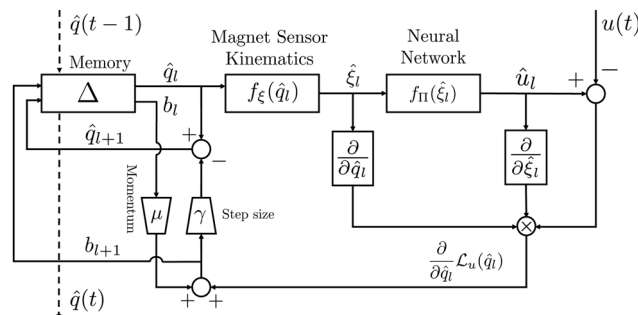 q̂(t−1)
Magnet Sensor
Kinematics
Neural
Network
u(t)
Memory
q̂_l
ξ̂_l
û_l
+
−
Δ
b_l
f_ξ(q̂_l)
f_Π(ξ̂_l)
q̂_{l+1}
+
−
∂/∂q̂_l
∂/∂ξ̂_l
Momentum
μ
γ
Step size
×
b_{l+1}
∂/∂q̂_l ℒ_u(q̂_l)
q̂(t)
+
+